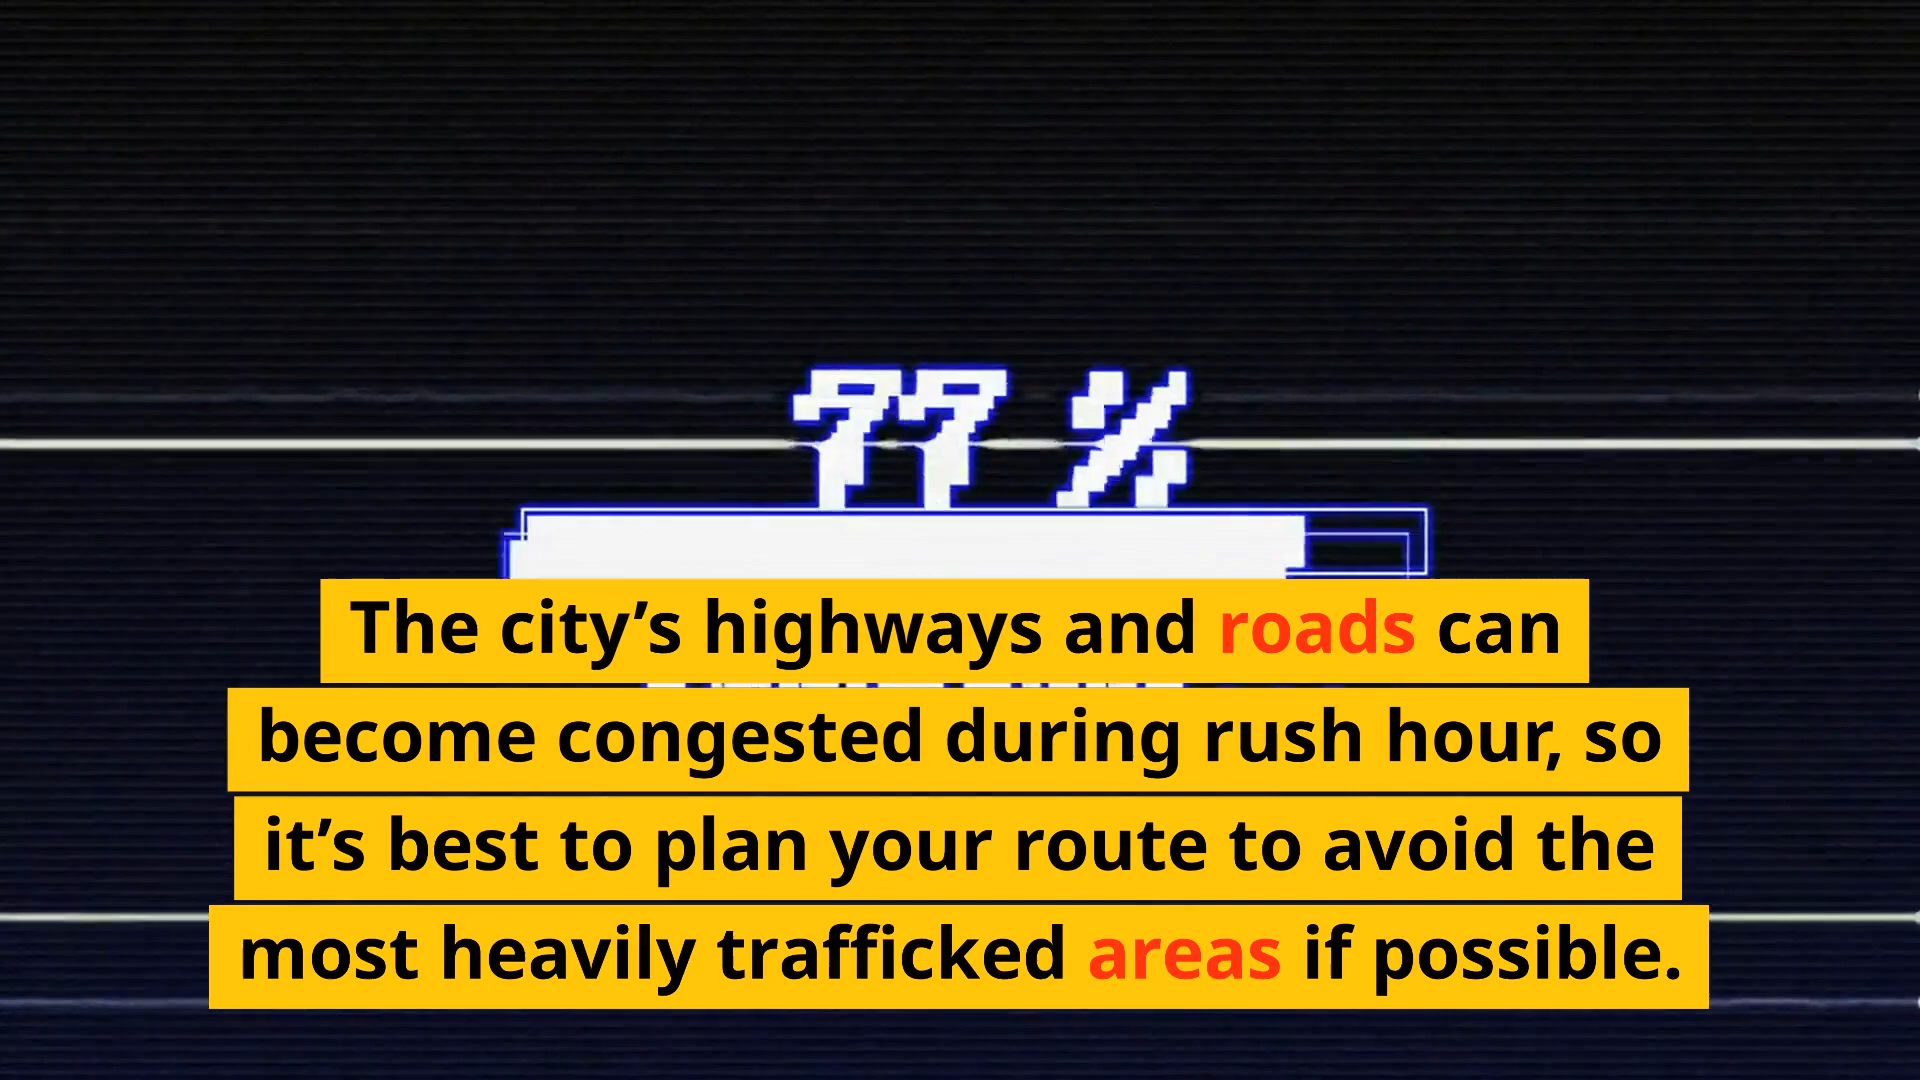 77 %
The city’s highways and roads can
become congested during rush hour, so
it’s best to plan your route to avoid the
most heavily trafficked areas if possible.